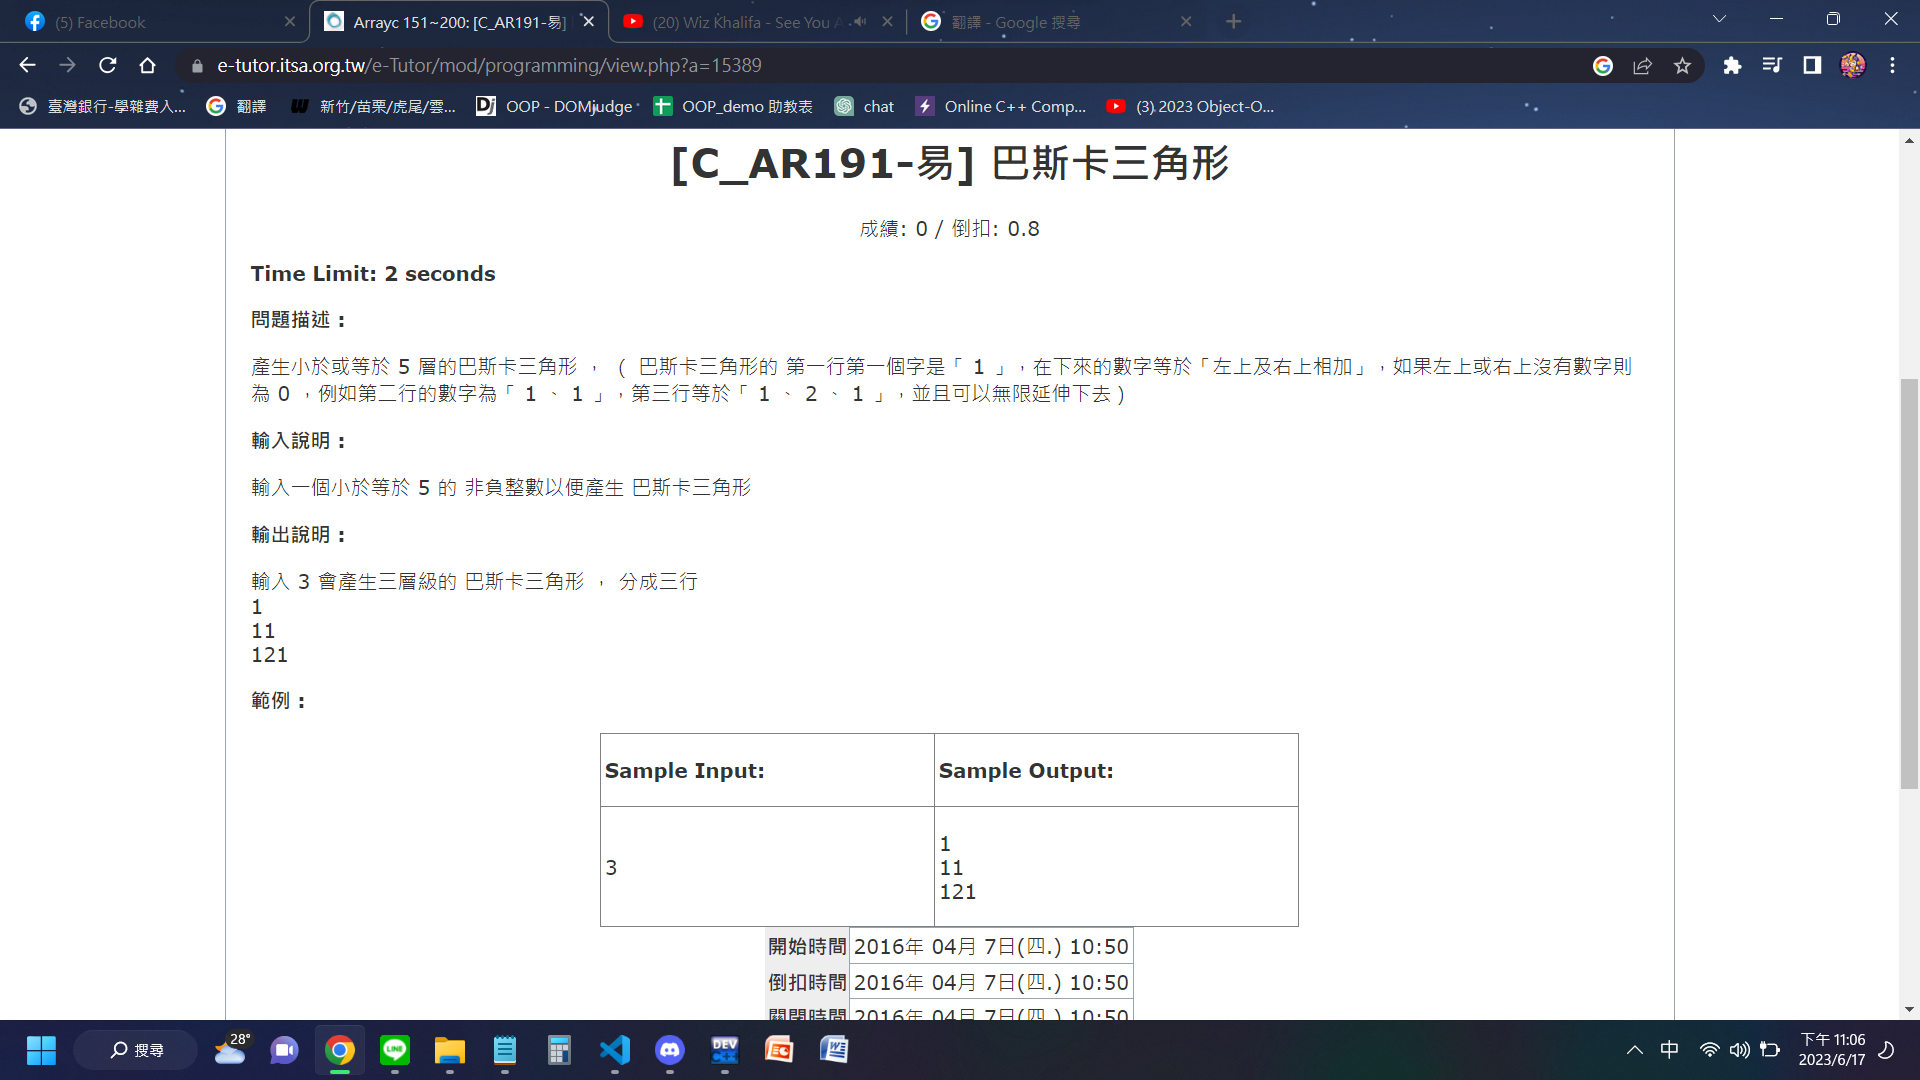 (5) Facebook
Arrayc 151~200: [C_AR191-易]
(20) Wiz Khalifa - See You A
翻譯 - Google 搜尋
e-tutor.itsa.org.tw/e-Tutor/mod/programming/view.php?a=15389
臺灣銀行-學雜費入...
翻譯
新竹/苗栗/虎尾/雲...
OOP - DOMjudge
OOP_demo 助教表
chat
Online C++ Comp...
(3) 2023 Object-O...
[C_AR191-易] 巴斯卡三角形
成績: 0 / 倒扣: 0.8
Time Limit: 2 seconds
問題描述 :
產生小於或等於 5 層的巴斯卡三角形 , ( 巴斯卡三角形的 第一行第一個字是「 1 」,在下來的數字等於「左上及右上相加」,如果左上或右上沒有數字則
為 0 ,例如第二行的數字為「 1 、 1 」,第三行等於「 1 、 2 、 1 」,並且可以無限延伸下去 )
輸入說明 :
輸入一個小於等於 5 的 非負整數以便產生 巴斯卡三角形
輸出說明 :
輸入 3 會產生三層級的 巴斯卡三角形 , 分成三行
1
11
121
範例 :
Sample Input:
Sample Output:
3
1
11
121
開始時間 2016年 04月 7日(四.) 10:50
倒扣時間 2016年 04月 7日(四.) 10:50
關閉時間 2016年 04月 7日(四.) 10:50
28°
搜尋
中
下午 11:06
2023/6/17